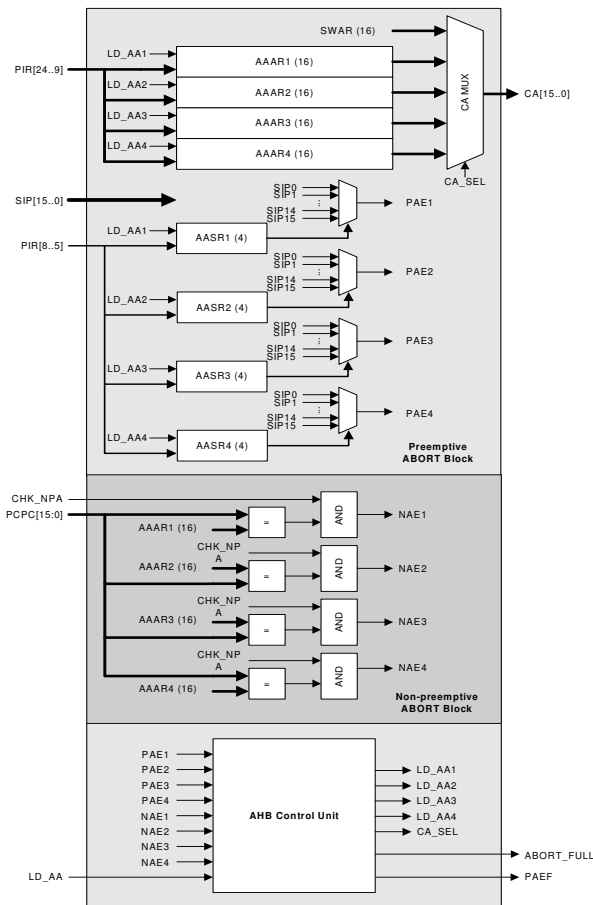 SWAR (16)
LD_AA1
PIR[24..9]
AAAR1 (16)
LD_AA2
AAAR2 (16)
CA MUX
CA[15..0]
LD_AA3
AAAR3 (16)
LD_AA4
AAAR4 (16)
CA_SEL
SIP[15..0]
SIP0
SIP1
⋮
SIP14
SIP15
PAE1
LD_AA1
PIR[8..5]
AASR1 (4)
SIP0
SIP1
⋮
SIP14
SIP15
PAE2
LD_AA2
AASR2 (4)
SIP0
SIP1
⋮
SIP14
SIP15
PAE3
LD_AA3
AASR3 (4)
SIP0
SIP1
⋮
SIP14
SIP15
PAE4
LD_AA4
AASR4 (4)
Preemptive
ABORT Block
CHK_NPA
PCPC[15:0]
AAAR1 (16)
=
AND
NAE1
CHK_NP
A
AAAR2 (16)
=
AND
NAE2
CHK_NP
A
AAAR3 (16)
=
AND
NAE3
CHK_NP
A
AAAR4 (16)
=
AND
NAE4
Non-preemptive
ABORT Block
PAE1
PAE2
PAE3
PAE4
NAE1
NAE2
NAE3
NAE4
LD_AA
AHB Control Unit
LD_AA1
LD_AA2
LD_AA3
LD_AA4
CA_SEL
ABORT_FULL
PAEF